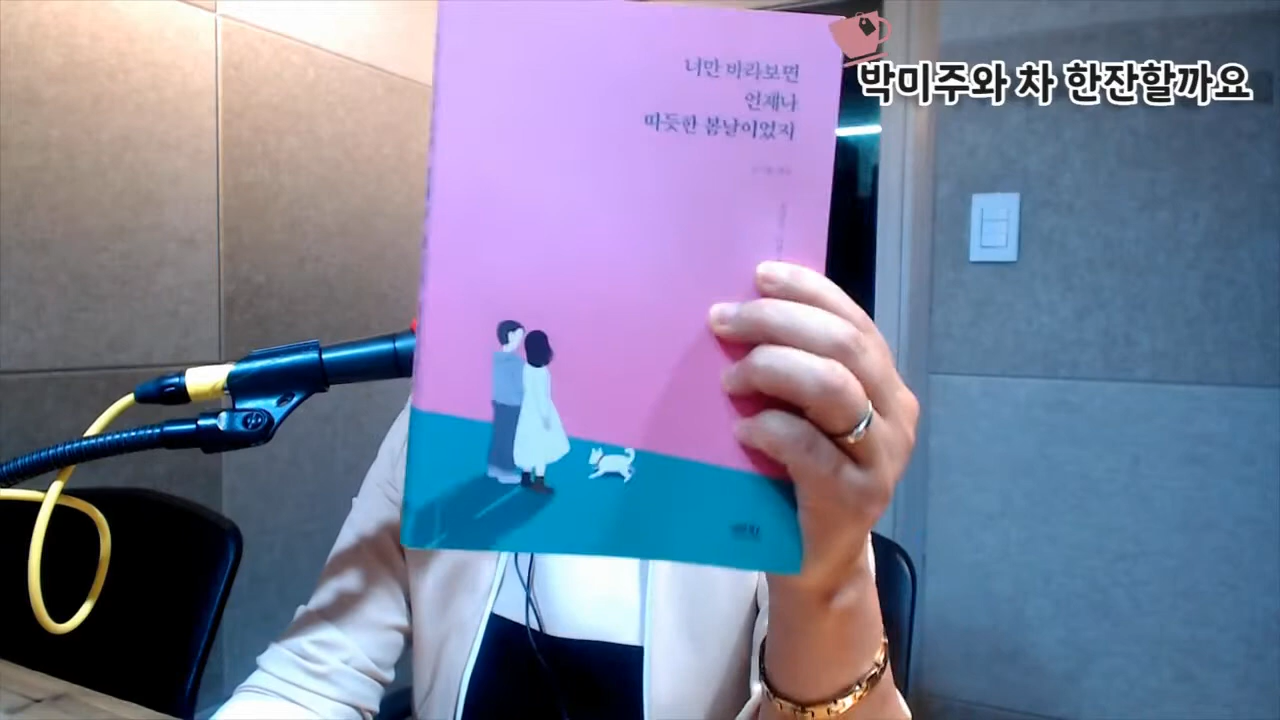 너만 바라보면
언제나
따듯한 봄날이었지
박미주와 차 한잔할까요